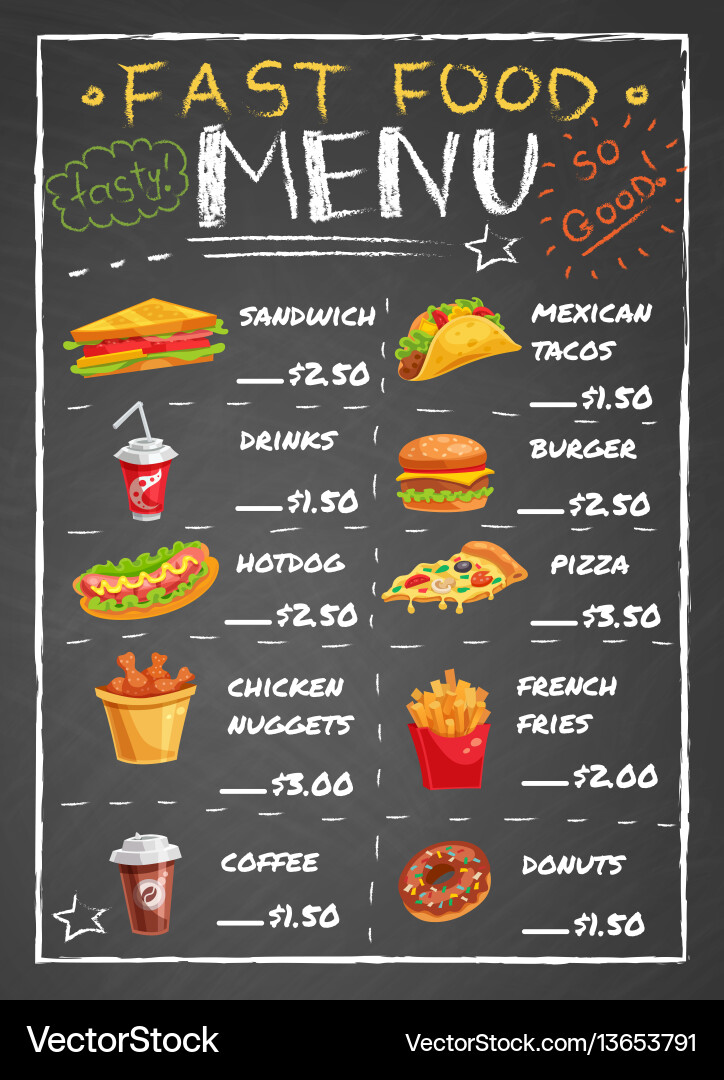 FAST FOOD
MENU
tasty!
SO
GOOD!
SANDWICH
$2.50
MEXICAN
TACOS
$1.50
DRINKS
$1.50
BURGER
$2.50
HOTDOG
$2.50
PIZZA
$3.50
CHICKEN
NUGGETS
$3.00
FRENCH
FRIES
$2.00
COFFEE
$1.50
DONUTS
$1.50
VectorStock®
VectorStock.com/13653791